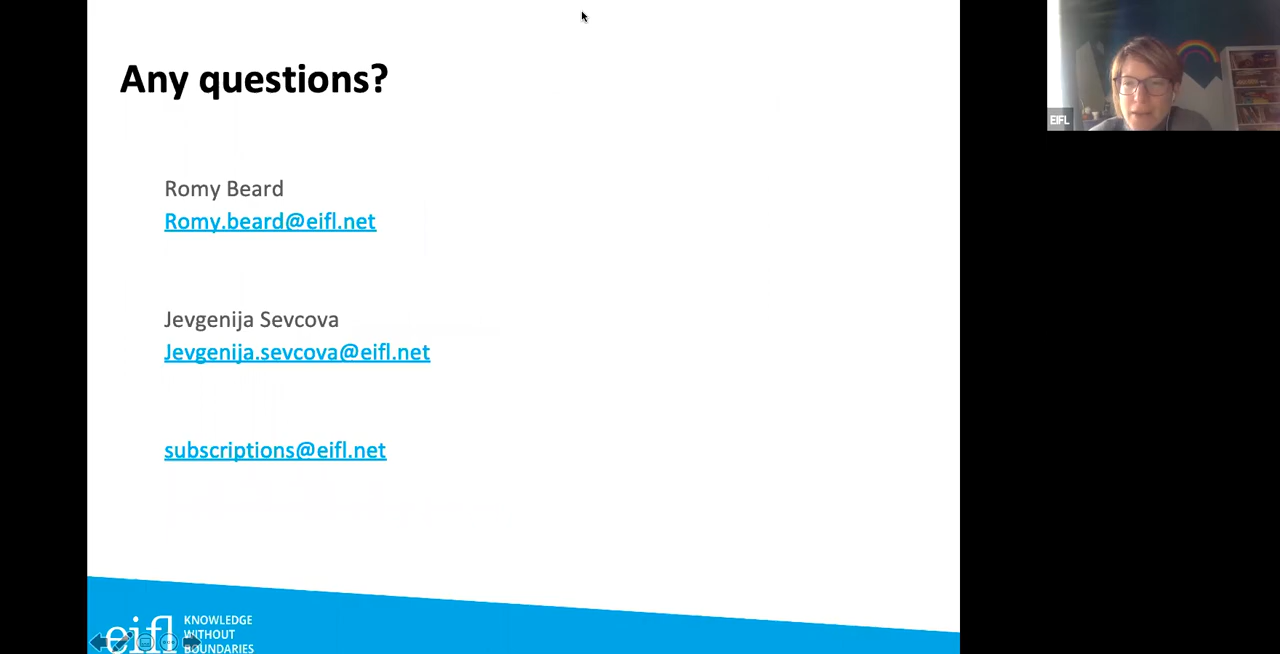 Any questions?
Romy Beard
Romy.beard@eifl.net
Jevgenija Sevcova
Jevgenija.sevcova@eifl.net
subscriptions@eifl.net
eifl
KNOWLEDGE
WITHOUT
BOUNDARIES
EIFL